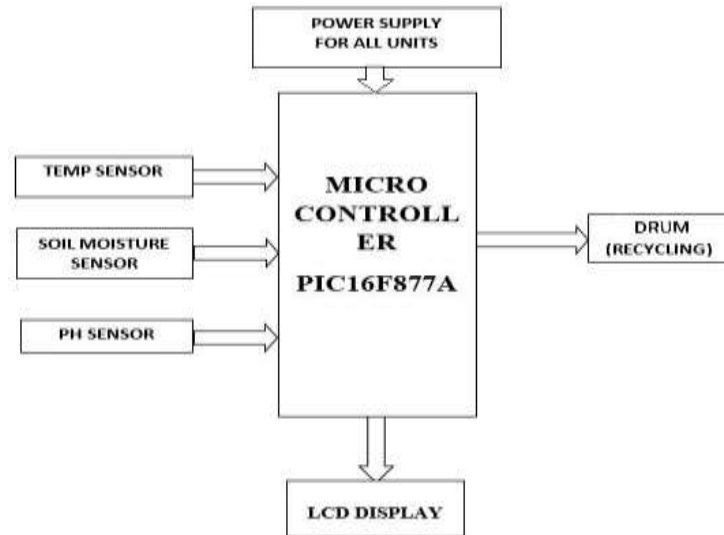 POWER SUPPLY
FOR ALL UNITS
TEMP SENSOR
SOIL MOISTURE
SENSOR
PH SENSOR
MICRO
CONTROLL
ER
PIC16F877A
DRUM
(RECYCLING)
LCD DISPLAY